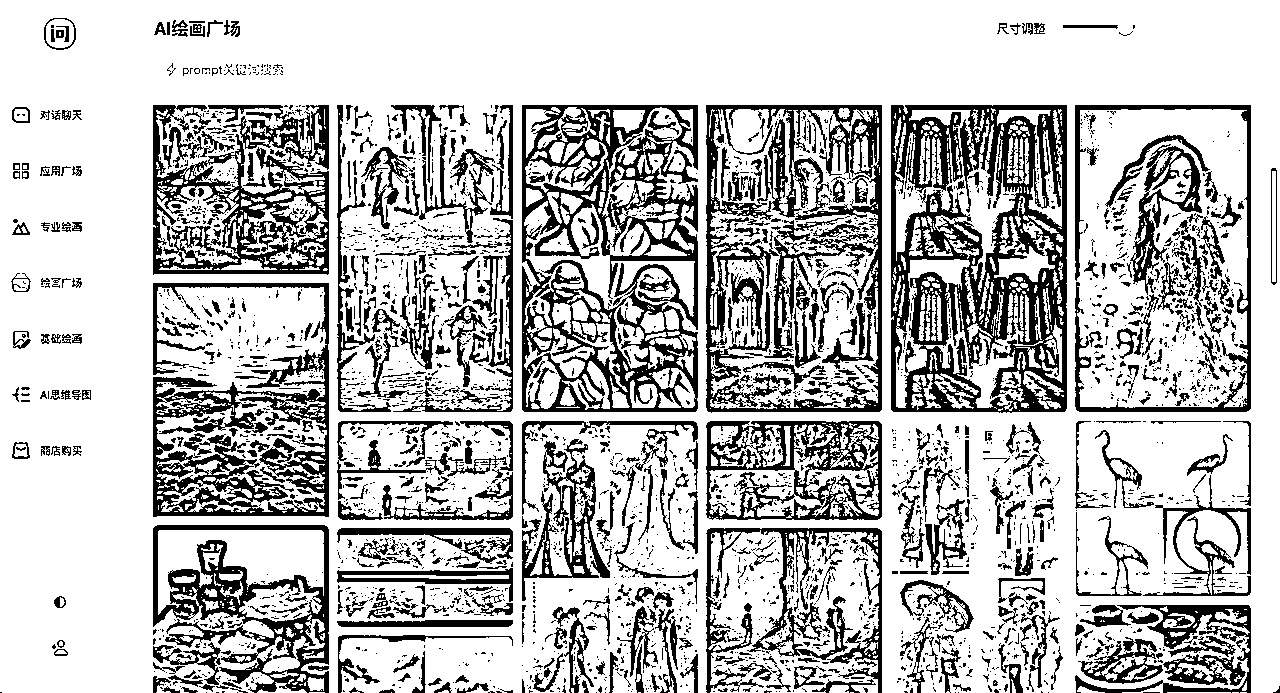 问
AI绘画广场
尺寸调整
prompt关键词搜索
对话聊天
应用广场
专业绘画
绘画广场
基础绘画
AI思维导图
商店购买